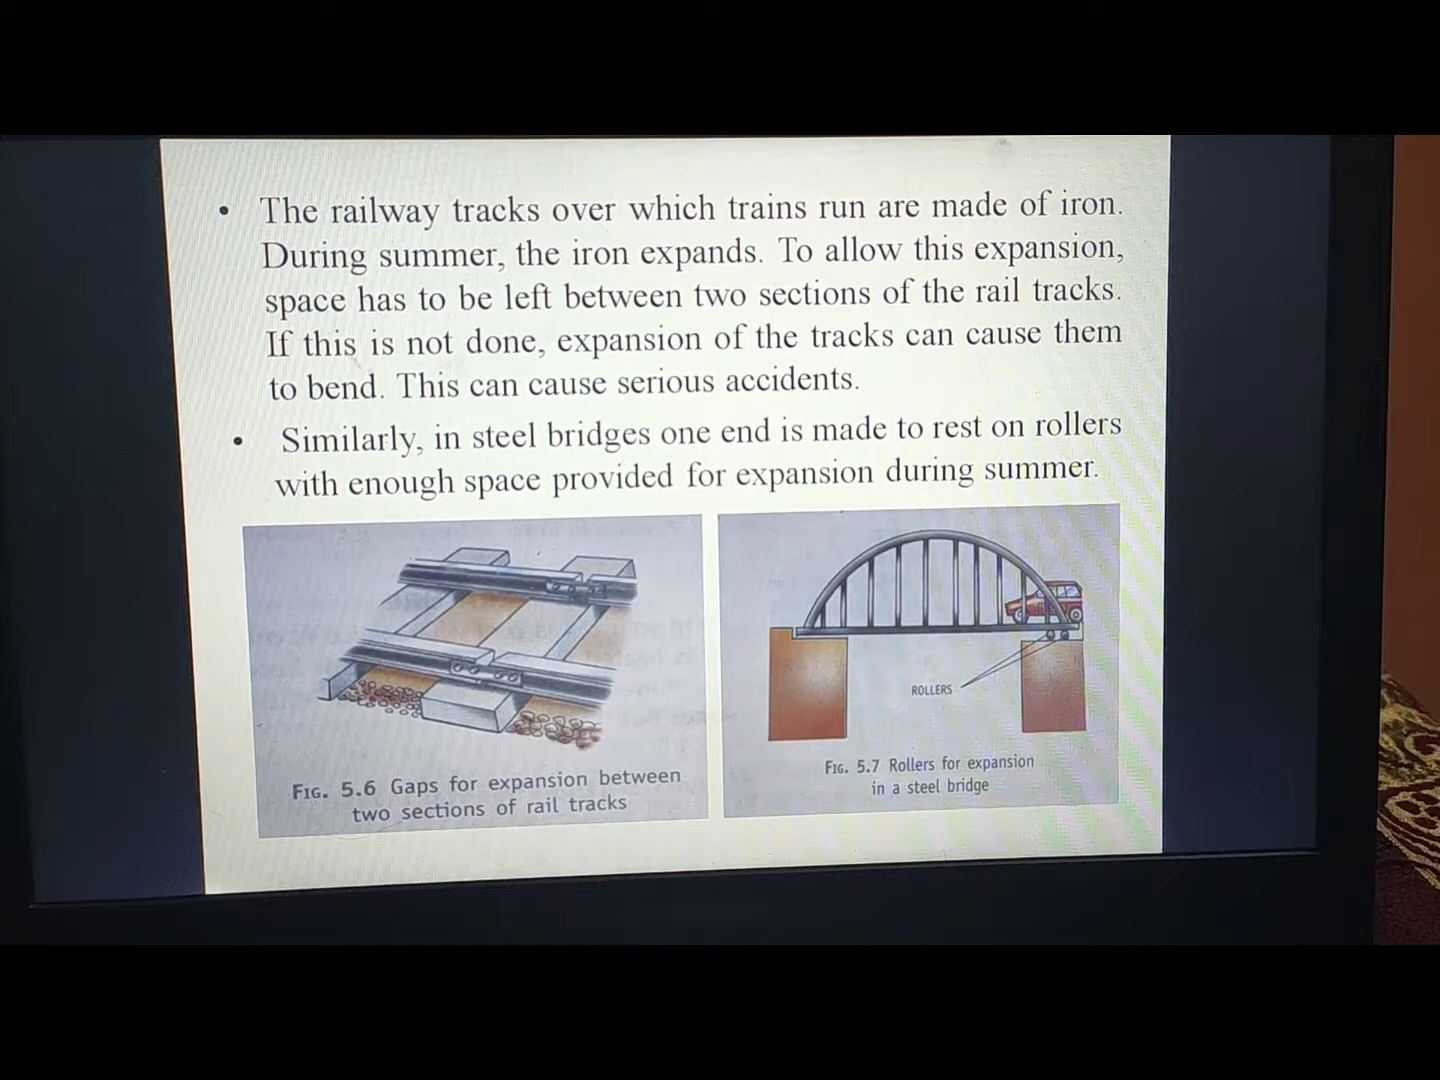 • The railway tracks over which trains run are made of iron.
During summer, the iron expands. To allow this expansion,
space has to be left between two sections of the rail tracks.
If this is not done, expansion of the tracks can cause them
to bend. This can cause serious accidents.
• Similarly, in steel bridges one end is made to rest on rollers
with enough space provided for expansion during summer.
FIG. 5.6 Gaps for expansion between
two sections of rail tracks
ROLLERS
FIG. 5.7 Rollers for expansion
in a steel bridge